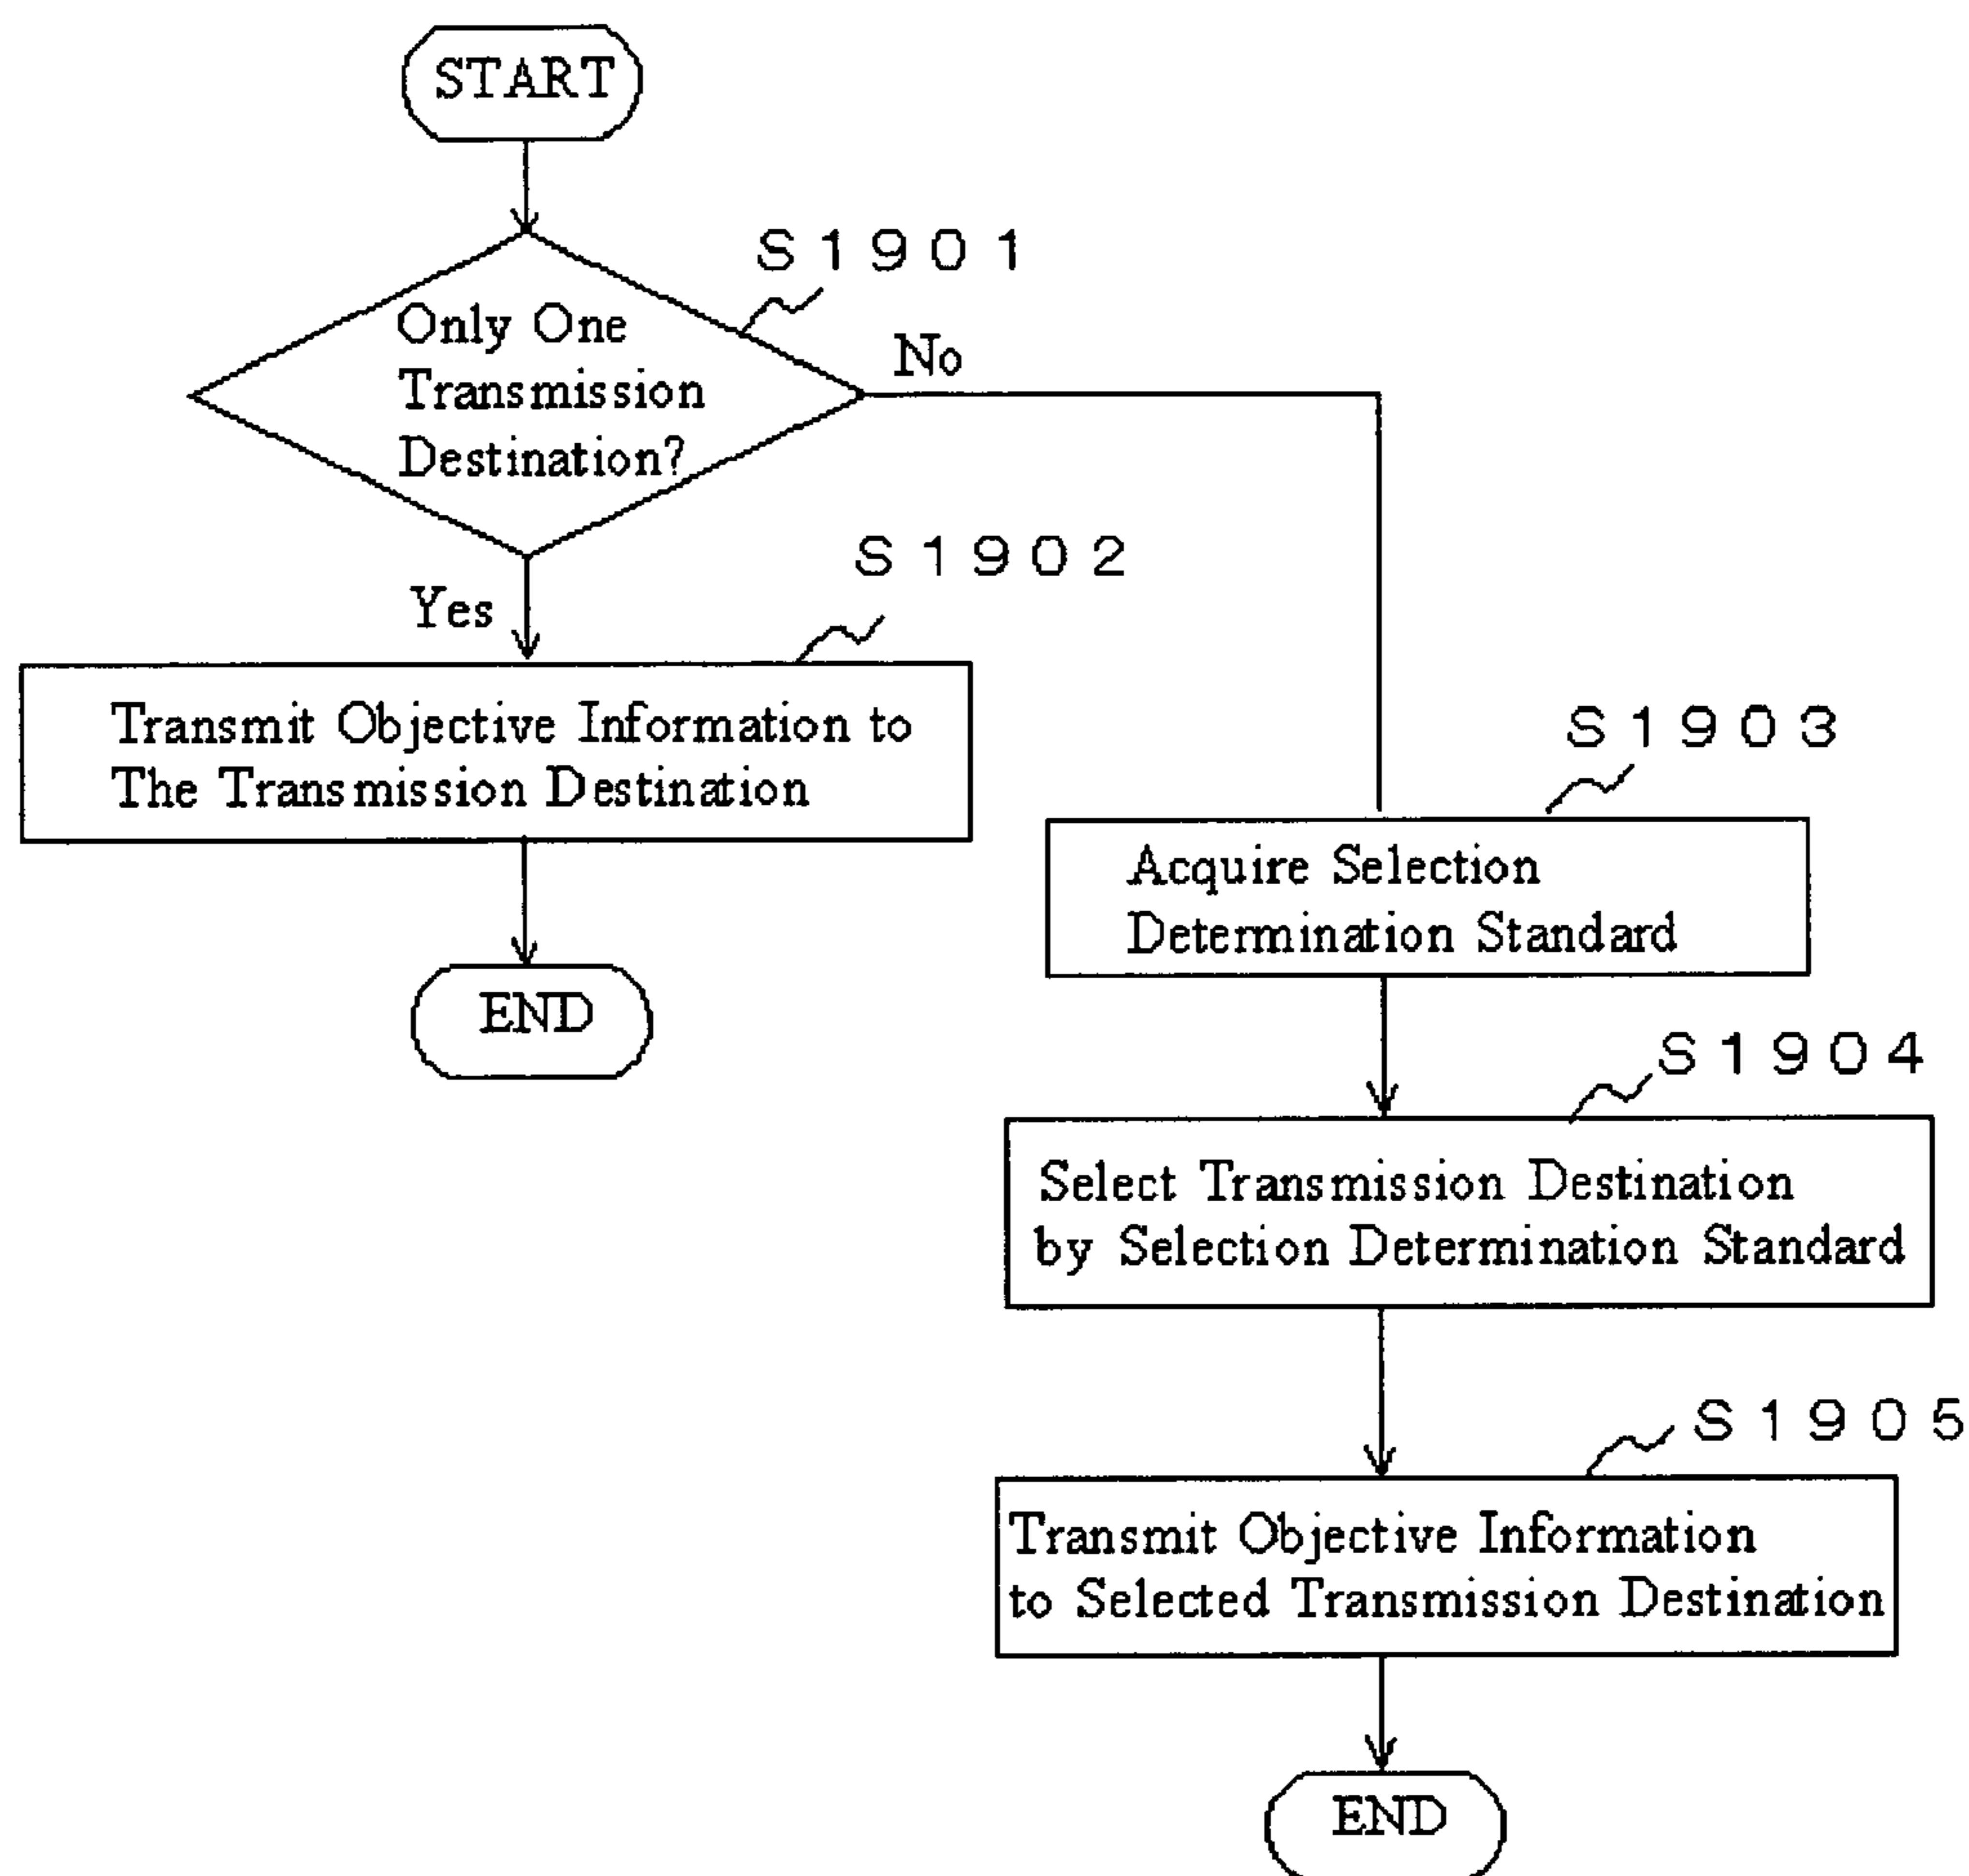 START
S1901
Only One
Transmission
Destination?
No
Yes
S1902
Transmit Objective Information to
The Transmission Destination
END
S1903
Acquire Selection
Determination Standard
S1904
Select Transmission Destination
by Selection Determination Standard
S1905
Transmit Objective Information
to Selected Transmission Destination
END